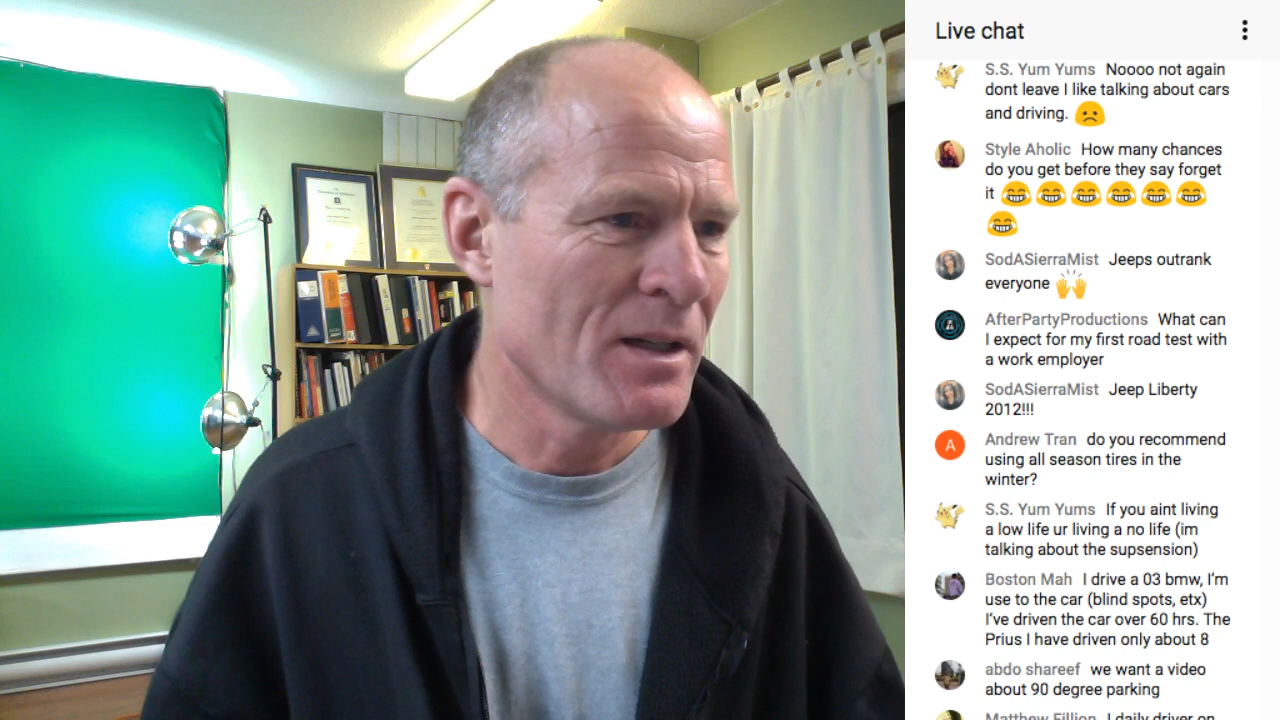 Live chat
S.S. Yum Yums Noooo not again
dont leave I like talking about cars
and driving. ☹️
Style Aholic How many chances
do you get before they say forget
it 😂😂😂😂😂😂
😂
SodASierraMist Jeeps outrank
everyone 🙌
AfterPartyProductions What can
I expect for my first road test with
a work employer
SodASierraMist Jeep Liberty
2012!!!
A Andrew Tran do you recommend
using all season tires in the
winter?
S.S. Yum Yums If you aint living
a low life ur living a no life (im
talking about the supsension)
Boston Mah I drive a 03 bmw, I'm
use to the car (blind spots, etx)
I've driven the car over 60 hrs. The
Prius I have driven only about 8
abdo shareef we want a video
about 90 degree parking
Matthew Fillion I daily driver on